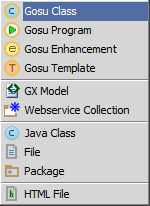 C Gosu Class
Gosu Program
e Gosu Enhancement
T Gosu Template
GX Model
Webservice Collection
C Java Class
File
Package
h HTML File